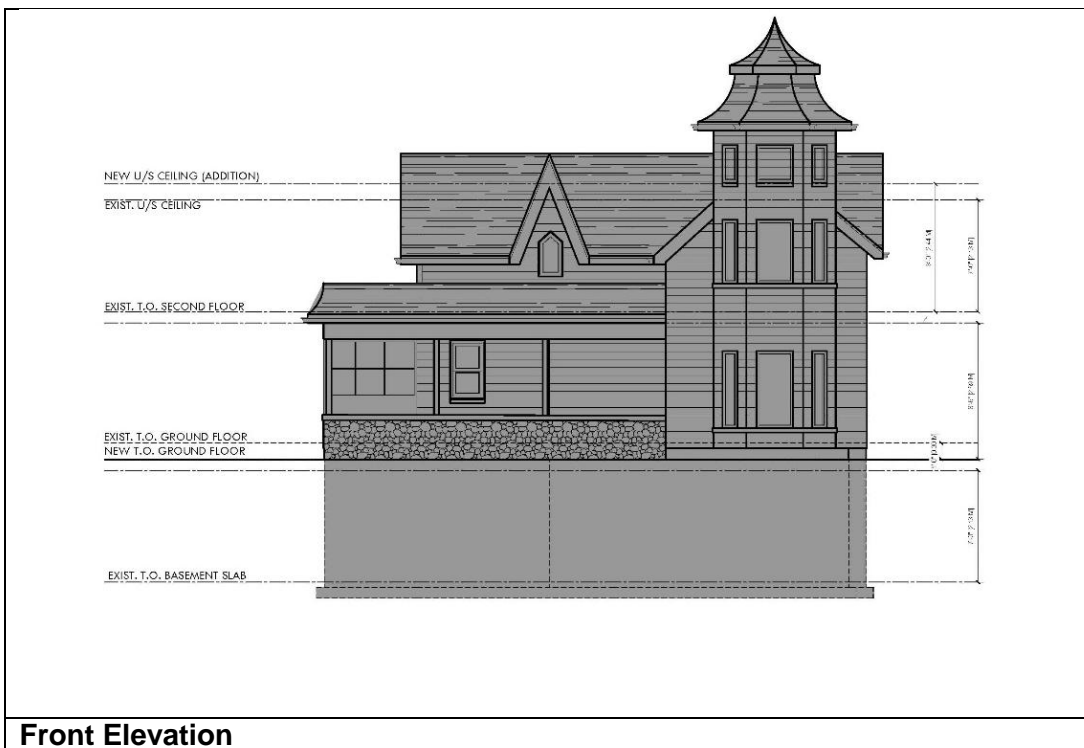 NEW U/S CEILING (ADDITION)
EXIST. U/S CEILING
EXIST. T.O. SECOND FLOOR
EXIST. T.O. GROUND FLOOR
NEW T.O. GROUND FLOOR
EXIST. T.O. BASEMENT SLAB
Front Elevation